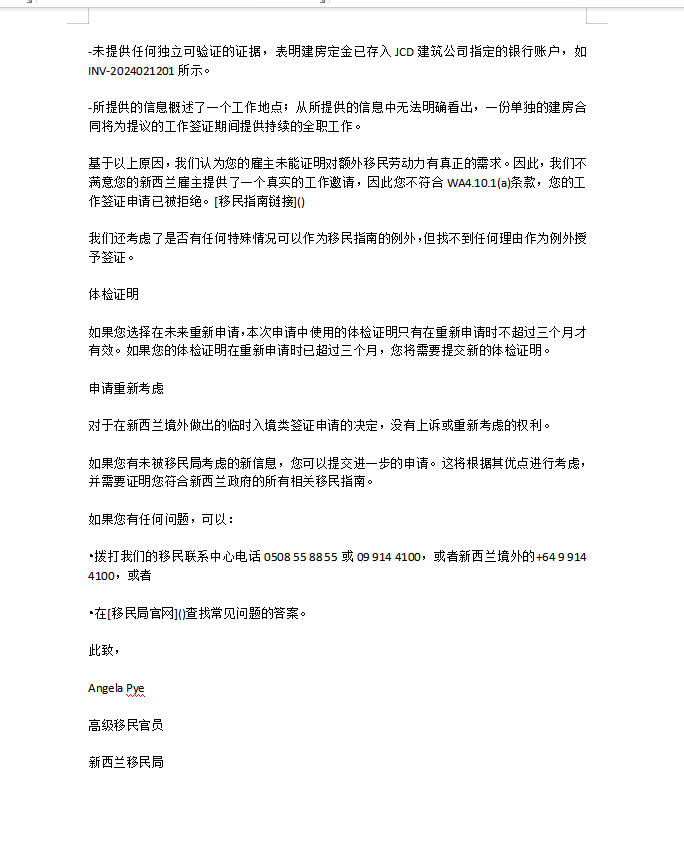 -未提供任何独立可验证的证据，表明建房定金已存入 JCD 建筑公司指定的银行账户，如
INV-2024021201 所示。
-所提供的信息概述了一个工作地点；从所提供的信息中无法明确看出，一份单独的建房合
同将为提议的工作签证期间提供持续的全职工作。
基于以上原因，我们认为您的雇主未能证明对额外移民劳动力有真正的需求。因此，我们不
满意您的新西兰雇主提供了一个真实的工作邀请，因此您不符合 WA4.10.1(a)条款，您的工
作签证申请已被拒绝。[移民指南链接]()
我们还考虑了是否有任何特殊情况可以作为移民指南的例外，但找不到任何理由作为例外授
予签证。
体检证明
如果您选择在未来重新申请，本次申请中使用的体检证明只有在重新申请时不超过三个月才
有效。如果您的体检证明在重新申请时已超过三个月，您将需要提交新的体检证明。
申请重新考虑
对于在新西兰境外做出的临时入境类签证申请的决定，没有上诉或重新考虑的权利。
如果您有未被移民局考虑的新信息，您可以提交进一步的申请。这将根据其优点进行考虑，
并需要证明您符合新西兰政府的所有相关移民指南。
如果您有任何问题，可以：
•拨打我们的移民联系中心电话 0508 55 88 55 或 09 914 4100，或者新西兰境外的+64 9 914
4100，或者
•在[移民局官网]()查找常见问题的答案。
此致，
Angela Pye
高级移民官员
新西兰移民局